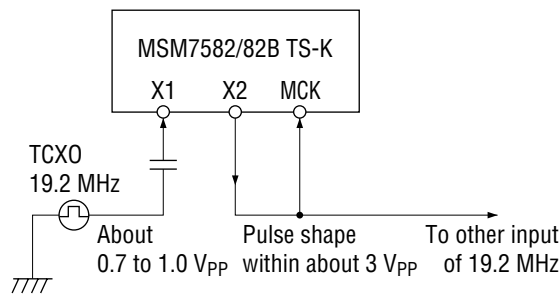 MSM7582/82B TS-K
X1 X2 MCK
TCXO
19.2 MHz
About
0.7 to 1.0 VPP
Pulse shape
within about 3 VPP
To other input
of 19.2 MHz